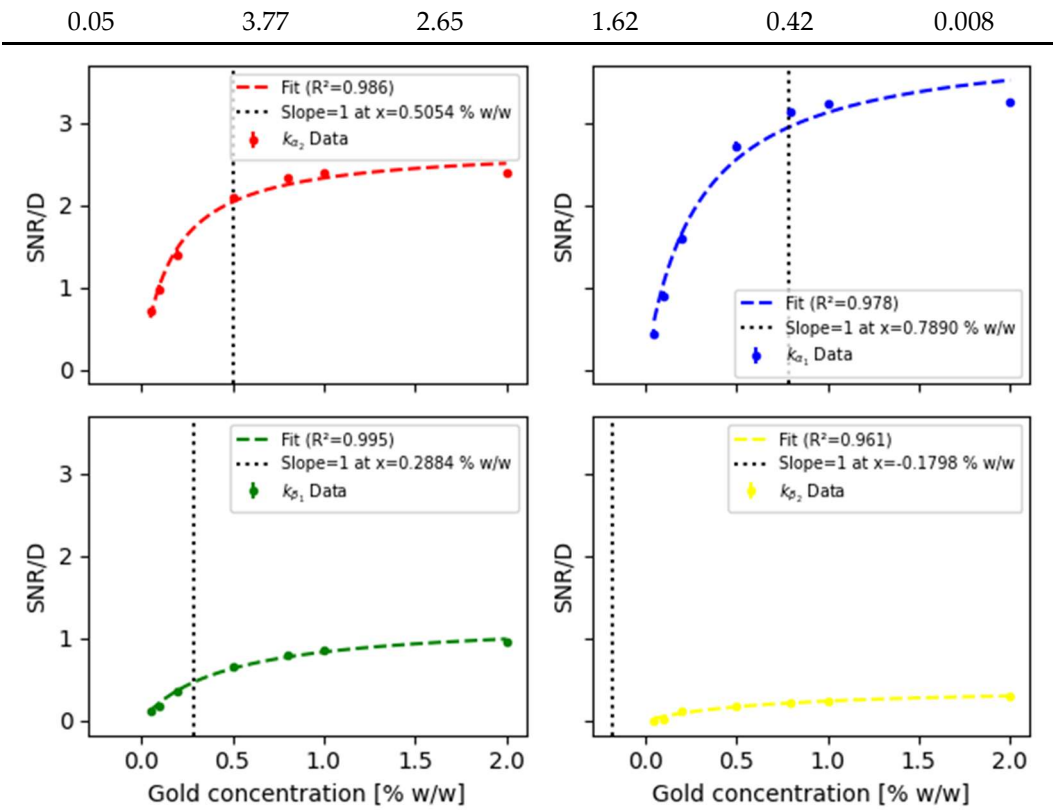 0.05 3.77 2.65 1.62 0.42 0.008
Fit (R²=0.986)
Slope=1 at x=0.5054 % w/w
kα₂ Data
SNR/D
3
2
1
0
Fit (R²=0.978)
Slope=1 at x=0.7890 % w/w
kα₁ Data
SNR/D
Fit (R²=0.995)
Slope=1 at x=0.2884 % w/w
kβ₁ Data
SNR/D
3
2
1
0
0.0 0.5 1.0 1.5 2.0
Gold concentration [% w/w]
Fit (R²=0.961)
Slope=1 at x=-0.1798 % w/w
kβ₂ Data
SNR/D
0.0 0.5 1.0 1.5 2.0
Gold concentration [% w/w]